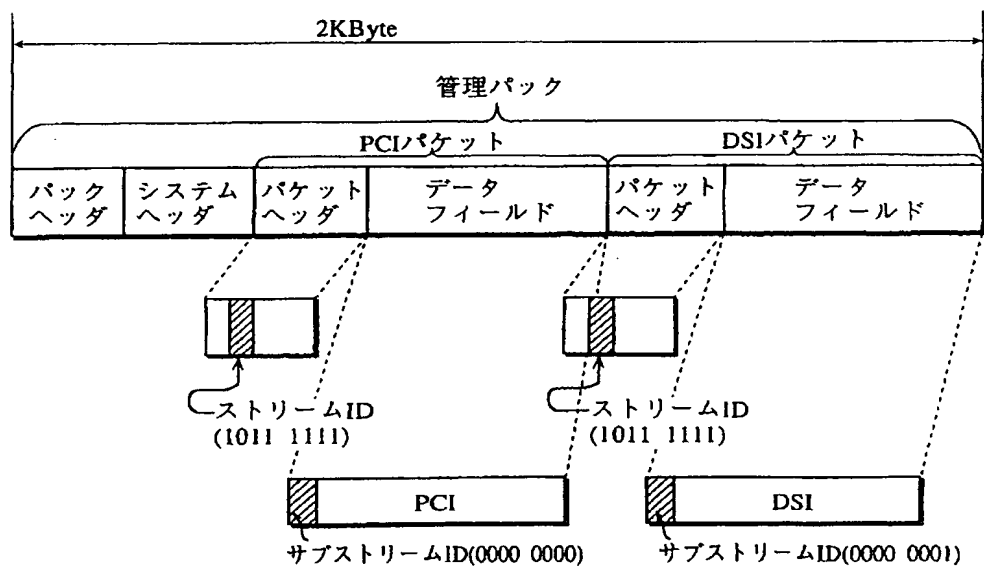 2KByte
管理パック
PCIパケット
DSIパケット
パック
ヘッダ
システム
ヘッダ
パケット
ヘッダ
データ
フィールド
パケット
ヘッダ
データ
フィールド
ストリームID
(1011 1111)
ストリームID
(1011 1111)
PCI
DSI
サブストリームID(0000 0000)
サブストリームID(0000 0001)